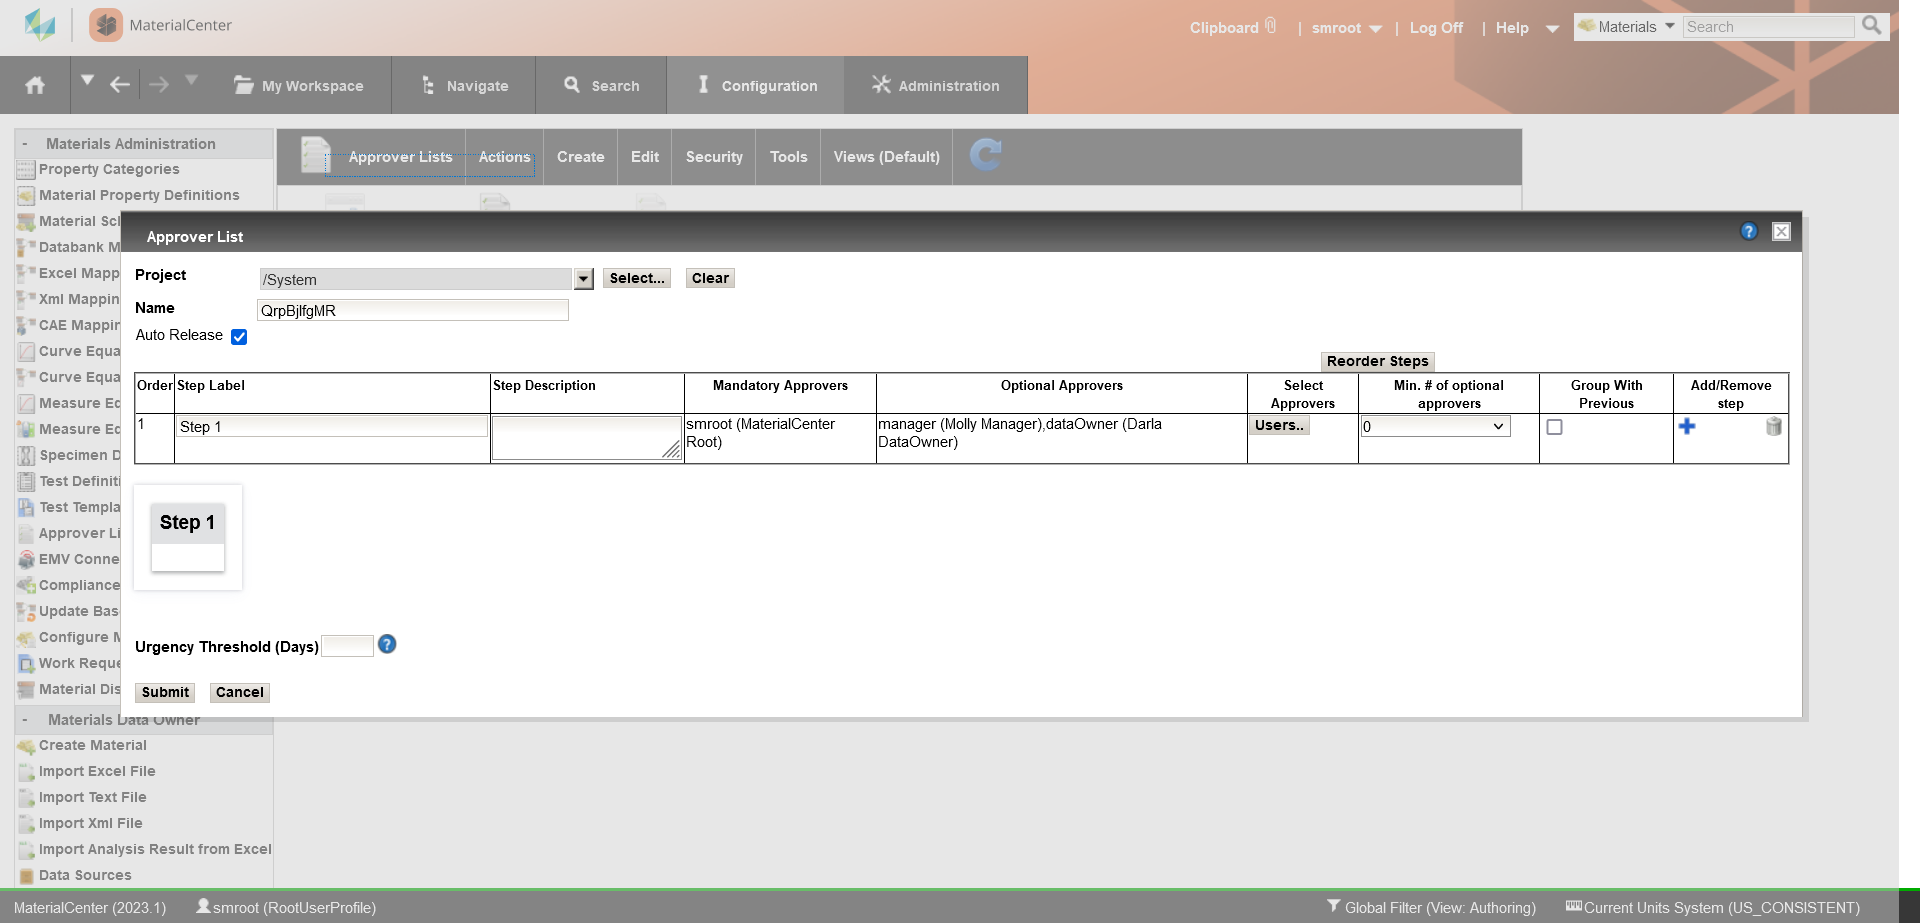 MaterialCenter
Clipboard | smroot | Log Off | Help
Materials Search
My Workspace Navigate Search Configuration Administration
- Materials Administration
Property Categories
Material Property Definitions
Material Scl
Databank M
Excel Mapp
Xml Mappin
CAE Mappin
Curve Equa
Curve Equa
Measure Ed
Measure Ed
Specimen D
Test Definiti
Test Templa
Approver Li
EMV Conne
Compliance
Update Bas
Configure M
Work Reque
Material Dis
- Materials Data Owner
Create Material
Import Excel File
Import Text File
Import Xml File
Import Analysis Result from Excel
Data Sources
Approver Lists Actions Create Edit Security Tools Views (Default)
Approver List
Project /System Select... Clear
Name QrpBjlfgMR
Auto Release
Reorder Steps
Order Step Label Step Description Mandatory Approvers Optional Approvers Select Approvers Min. # of optional approvers Group With Previous Add/Remove step
1 Step 1 smroot (MaterialCenter Root) manager (Molly Manager),dataOwner (Darla DataOwner) Users.. 0
Step 1
Urgency Threshold (Days)
Submit Cancel
MaterialCenter (2023.1) smroot (RootUserProfile) Global Filter (View: Authoring) Current Units System (US_CONSISTENT)